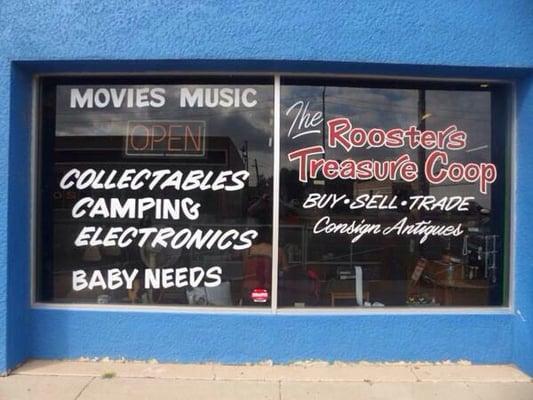 MOVIES MUSIC
OPEN
COLLECTABLES
CAMPING
ELECTRONICS
BABY NEEDS
The
Roosters
Treasure Coop
BUY • SELL • TRADE
Consign Antiques